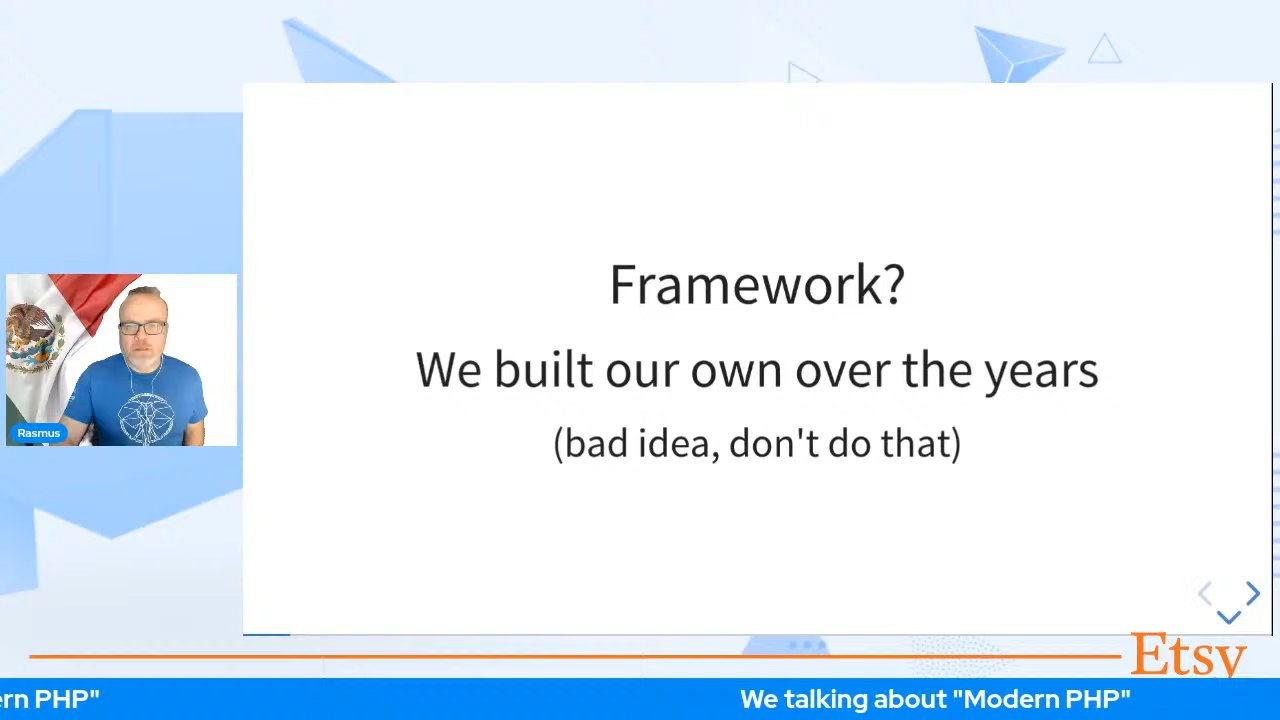 Framework?
We built our own over the years
(bad idea, don't do that)
Rasmus
Etsy
ern PHP"
We talking about "Modern PHP"